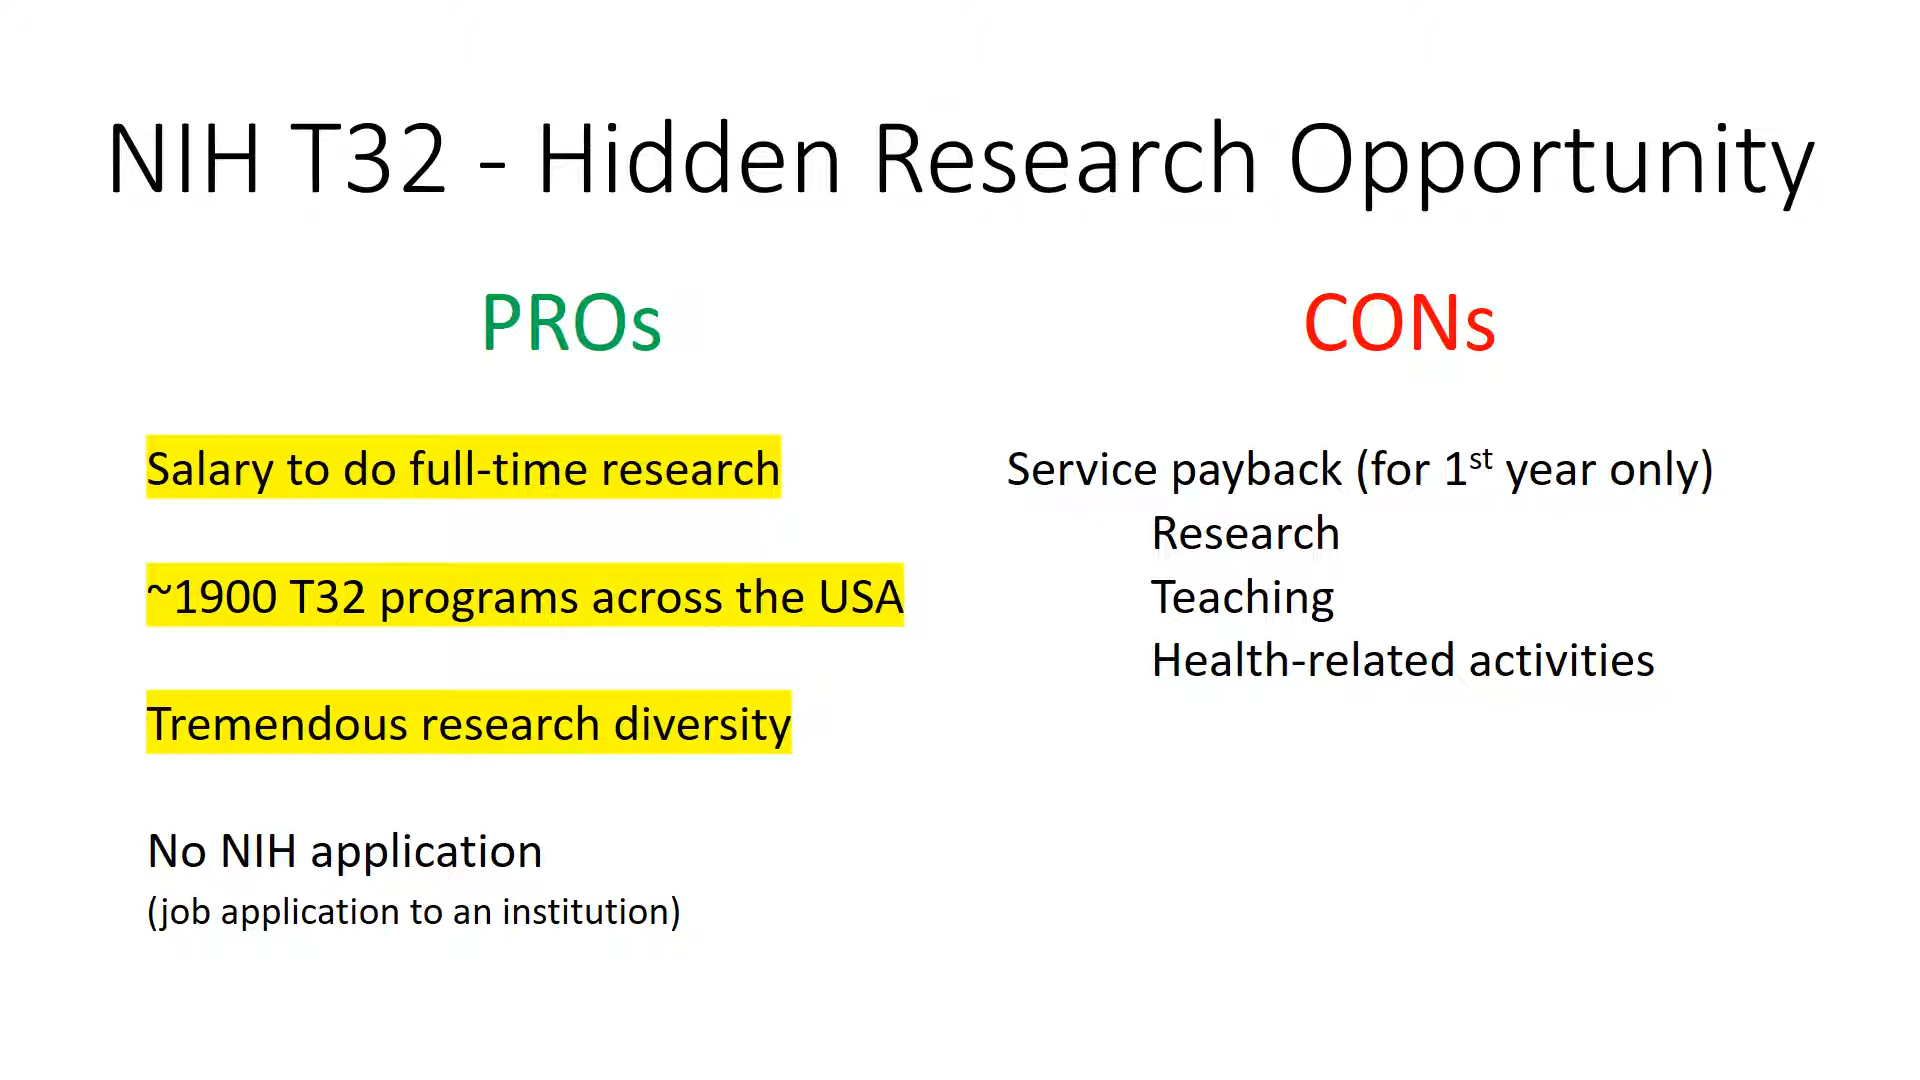 NIH T32 - Hidden Research Opportunity
PROs
Salary to do full-time research
~1900 T32 programs across the USA
Tremendous research diversity
No NIH application
(job application to an institution)
CONs
Service payback (for 1st year only)
Research
Teaching
Health-related activities